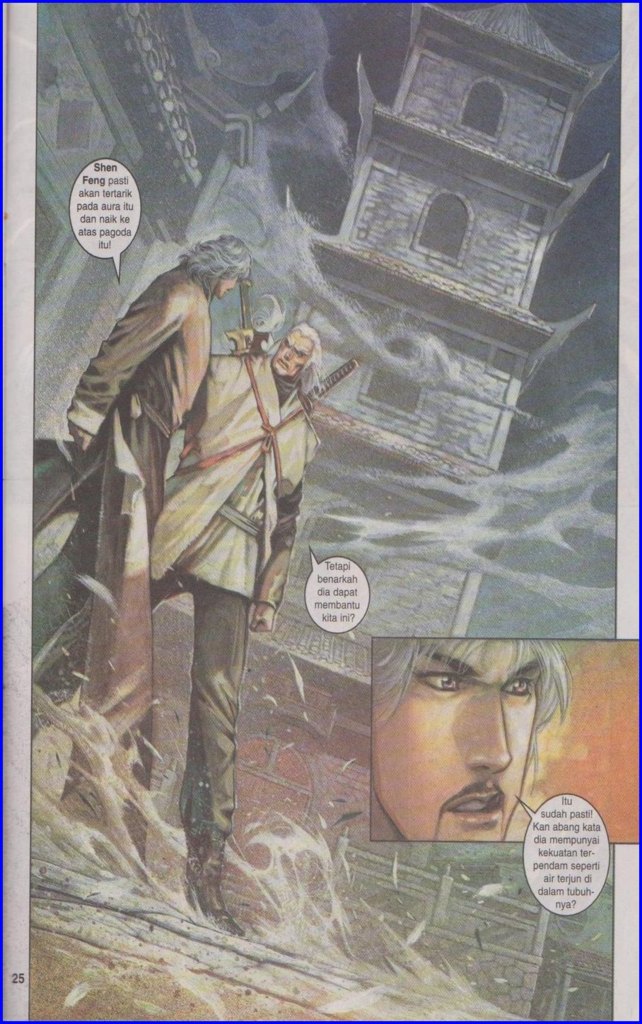 Shen
Feng pasti
akan tertarik
pada aura itu
dan naik ke
atas pagoda
itu!
Tetapi
benarkah
dia dapat
membantu
kita ini?
Itu
sudah pasti!
Kan abang kata
dia mempunyai
kekuatan ter-
pendam seperti
air terjun di
dalam tubuh-
nya?
25